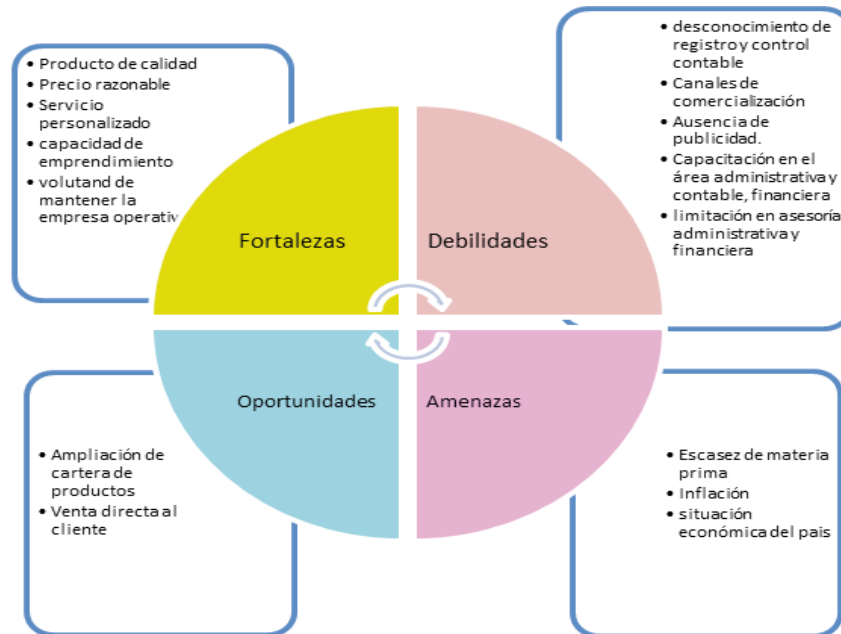 • Producto de calidad
• Precio razonable
• Servicio
personalizado
• capacidad de
emprendimiento
• volutand de
mantener la
empresa operativ
• desconocimiento de
registro y control
contable
• Canales de
comercialización
• Ausencia de
publicidad.
• Capacitación en el
área administrativa y
contable, financiera
• limitación en asesoría
administrativa y
financiera
Fortalezas
Debilidades
Oportunidades
Amenazas
• Ampliación de
cartera de
productos
• Venta directa al
cliente
• Escasez de materia
prima
• Inflación
• situación
económica del pais